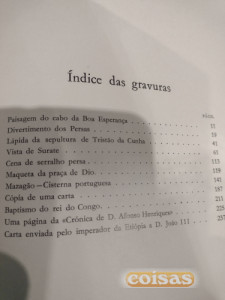 Índice das gravuras
PÁGS.
Paisagem do cabo da Boa Esperança
Divertimento dos Persas
Lápida da sepultura de Tristão da Cunha
Vista de Surate
Cena de serralho persa
Maqueta da praça de Dio
Mazagão — Cisterna portuguesa
Cópia de uma carta
Baptismo do rei do Congo
Uma página da «Crónica de D. Afonso Henriques»
Carta enviada pelo imperador da Etiópia a D. João III 237
coisas